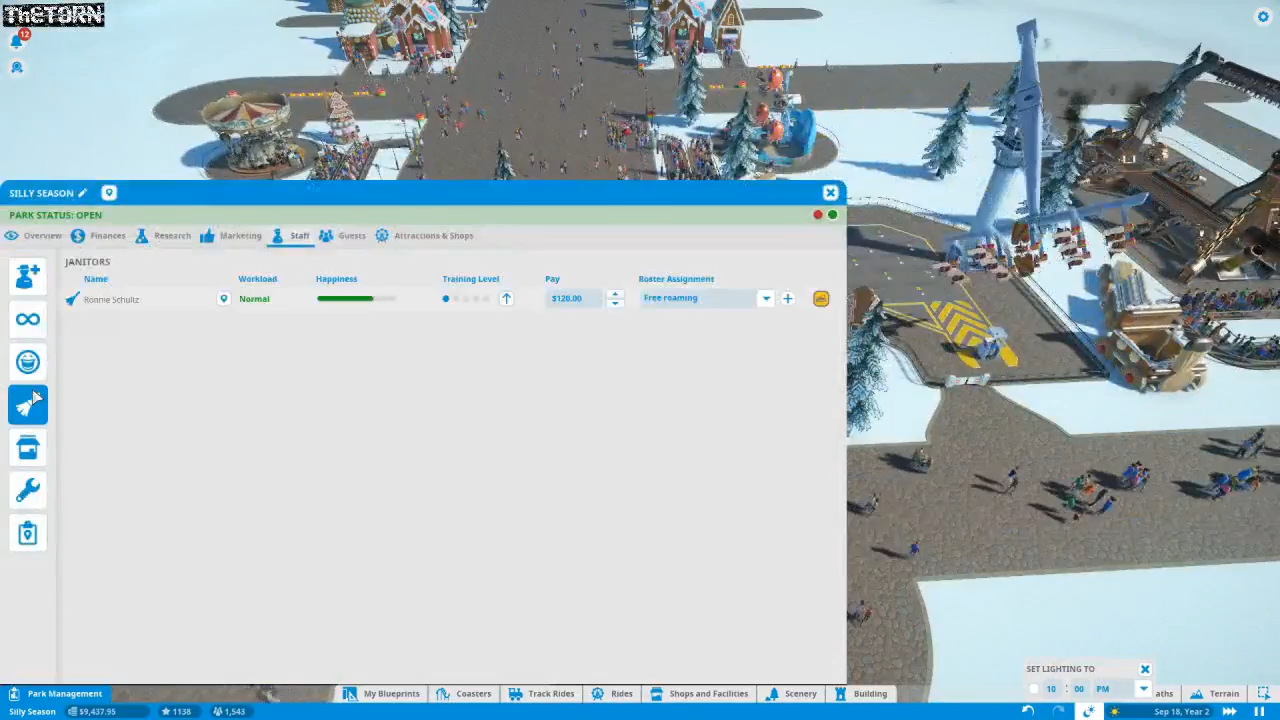 THETORN
12
SILLY SEASON
PARK STATUS: OPEN
Overview Finances Research Marketing Staff Guests Attractions & Shops
JANITORS
Name Workload Happiness Training Level Pay Roster Assignment
Ronnie Schultz Normal $120.00 Free roaming
SET LIGHTING TO
10 : 00 PM
Park Management My Blueprints Coasters Track Rides Rides Shops and Facilities Scenery Building aths Terrain
Silly Season $9,437.95 1138 1,543 Sep 18, Year 2